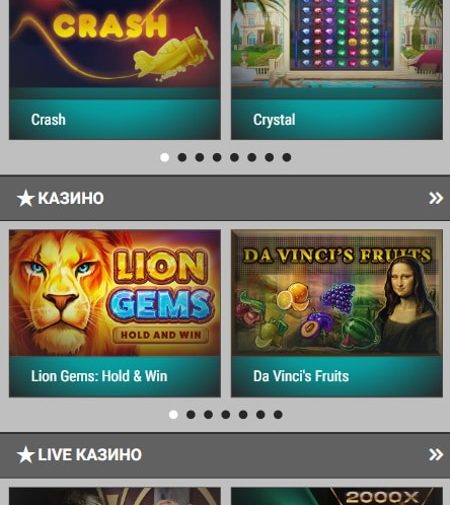 CRASH
Crash
Crystal
КАЗИНО
LION
GEMS
HOLD AND WIN
DA VINCI'S FRUITS
Lion Gems: Hold & Win
Da Vinci's Fruits
LIVE КАЗИНО
2000X